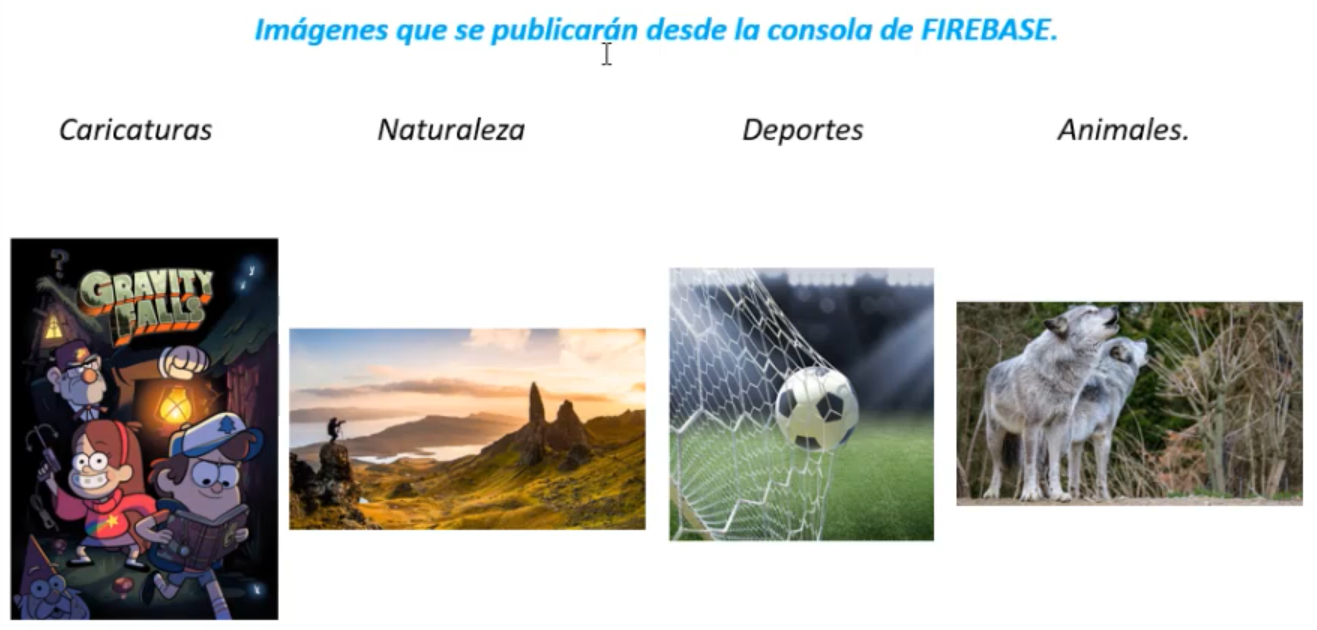 Imágenes que se publicarán desde la consola de FIREBASE.
Caricaturas
Naturaleza
Deportes
Animales.
?
y
GRAVITY
FALLS